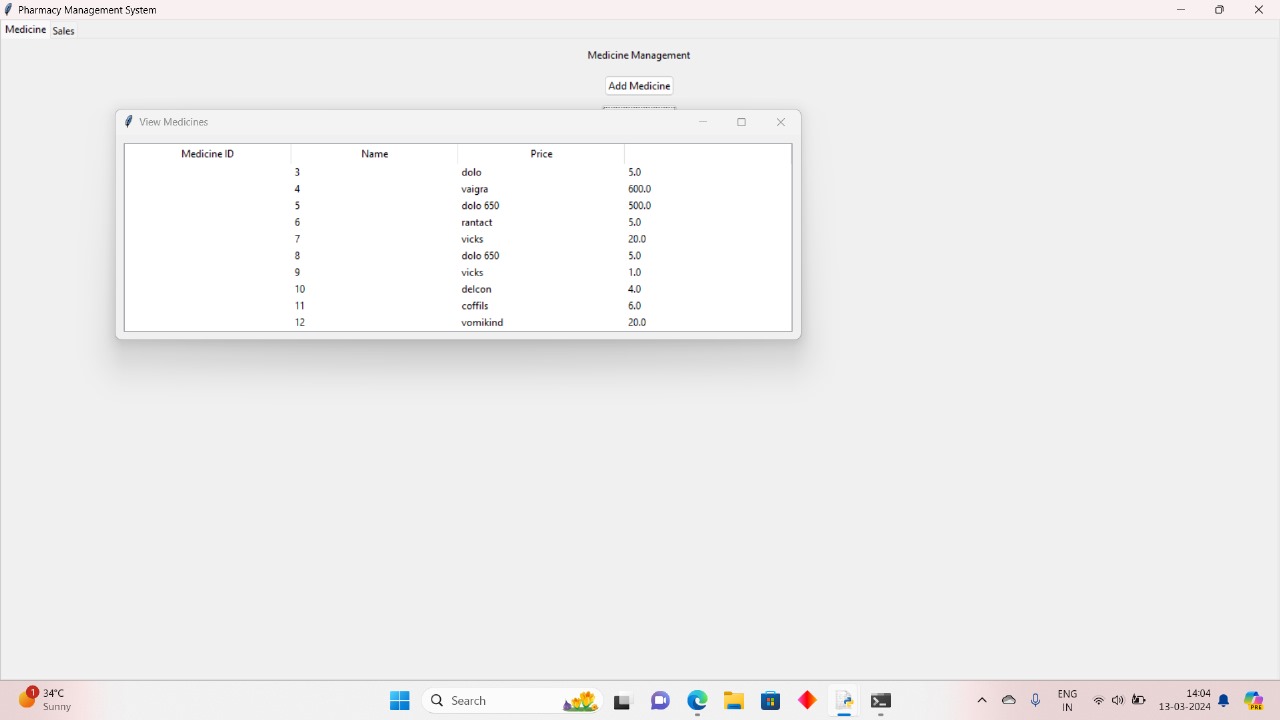 Pharmacy Management System
Medicine Sales
Medicine Management
Add Medicine
View Medicines
Medicine ID Name Price
3 dolo 5.0
4 vaigra 600.0
5 dolo 650 500.0
6 rantact 5.0
7 vicks 20.0
8 dolo 650 5.0
9 vicks 1.0
10 delcon 4.0
11 coffils 6.0
12 vomikind 20.0
1 34°C
Sunny
Search
ENG
IN
14:04
13-03-2024